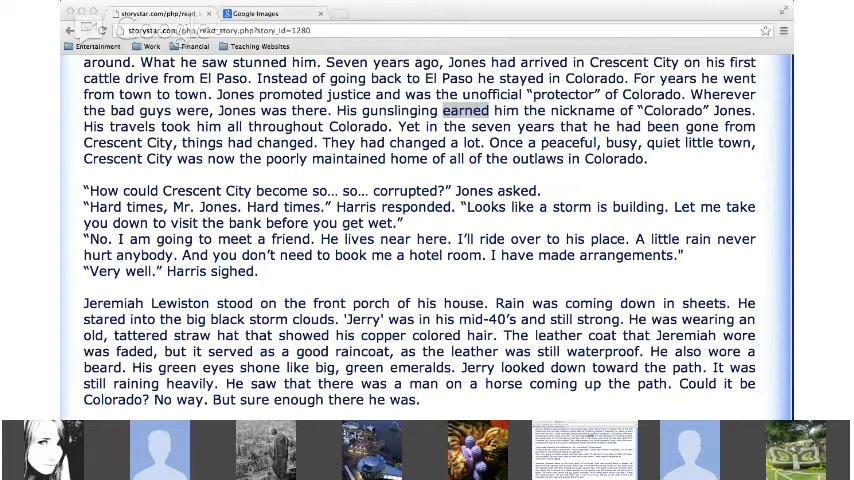 storystar.com/php/read_s
Google Images
storystar.com/php/read_story.php?story_id=1280
Entertainment
Work
Financial
Teaching Websites
around. What he saw stunned him. Seven years ago, Jones had arrived in Crescent City on his first
cattle drive from El Paso. Instead of going back to El Paso he stayed in Colorado. For years he went
from town to town. Jones promoted justice and was the unofficial “protector” of Colorado. Wherever
the bad guys were, Jones was there. His gunslinging earned him the nickname of “Colorado” Jones.
His travels took him all throughout Colorado. Yet in the seven years that he had been gone from
Crescent City, things had changed. They had changed a lot. Once a peaceful, busy, quiet little town,
Crescent City was now the poorly maintained home of all of the outlaws in Colorado.
“How could Crescent City become so… so… corrupted?” Jones asked.
“Hard times, Mr. Jones. Hard times.” Harris responded. “Looks like a storm is building. Let me take
you down to visit the bank before you get wet.”
“No. I am going to meet a friend. He lives near here. I’ll ride over to his place. A little rain never
hurt anybody. And you don’t need to book me a hotel room. I have made arrangements."
“Very well.” Harris sighed.
Jeremiah Lewiston stood on the front porch of his house. Rain was coming down in sheets. He
stared into the big black storm clouds. 'Jerry' was in his mid-40’s and still strong. He was wearing an
old, tattered straw hat that showed his copper colored hair. The leather coat that Jeremiah wore
was faded, but it served as a good raincoat, as the leather was still waterproof. He also wore a
beard. His green eyes shone like big, green emeralds. Jerry looked down toward the path. It was
still raining heavily. He saw that there was a man on a horse coming up the path. Could it be
Colorado? No way. But sure enough there he was.